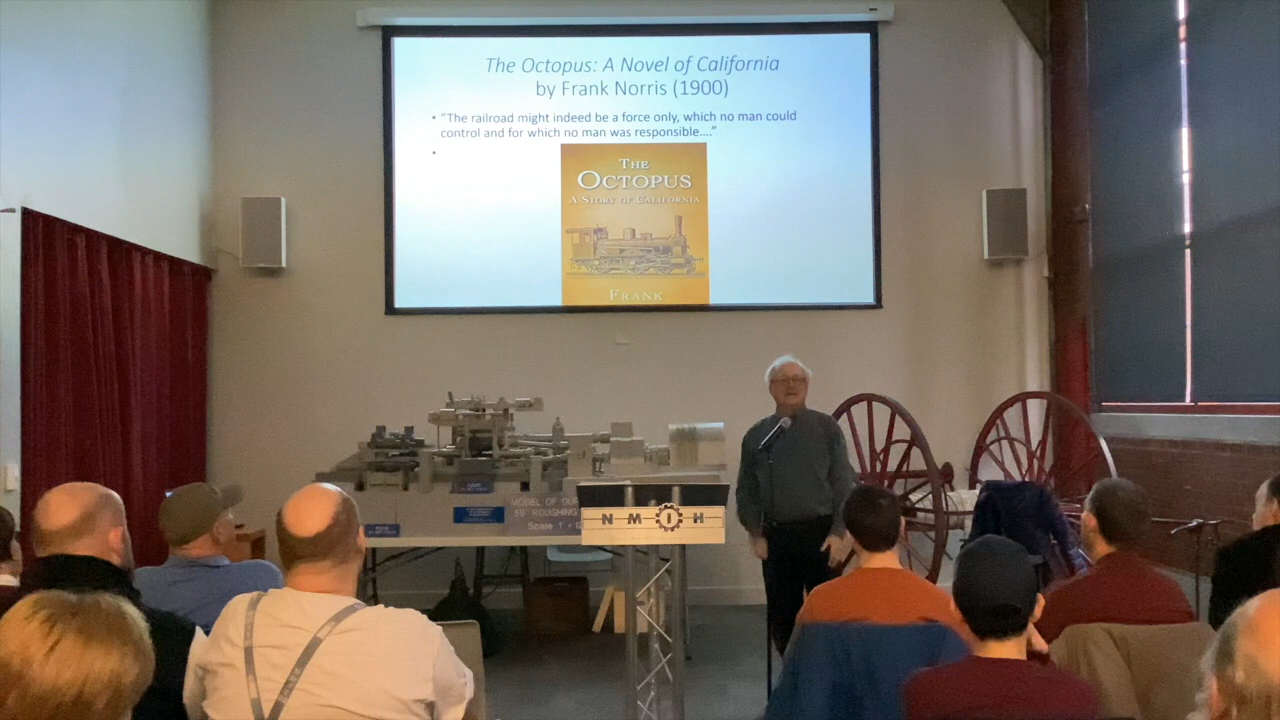 The Octopus: A Novel of California
by Frank Norris (1900)
• "The railroad might indeed be a force only, which no man could
control and for which no man was responsible…."
•
THE
OCTOPUS
A STORY OF CALIFORNIA
FRANK
MODEL OF OUR
59 ROUGHING
Scale 1
NMIH